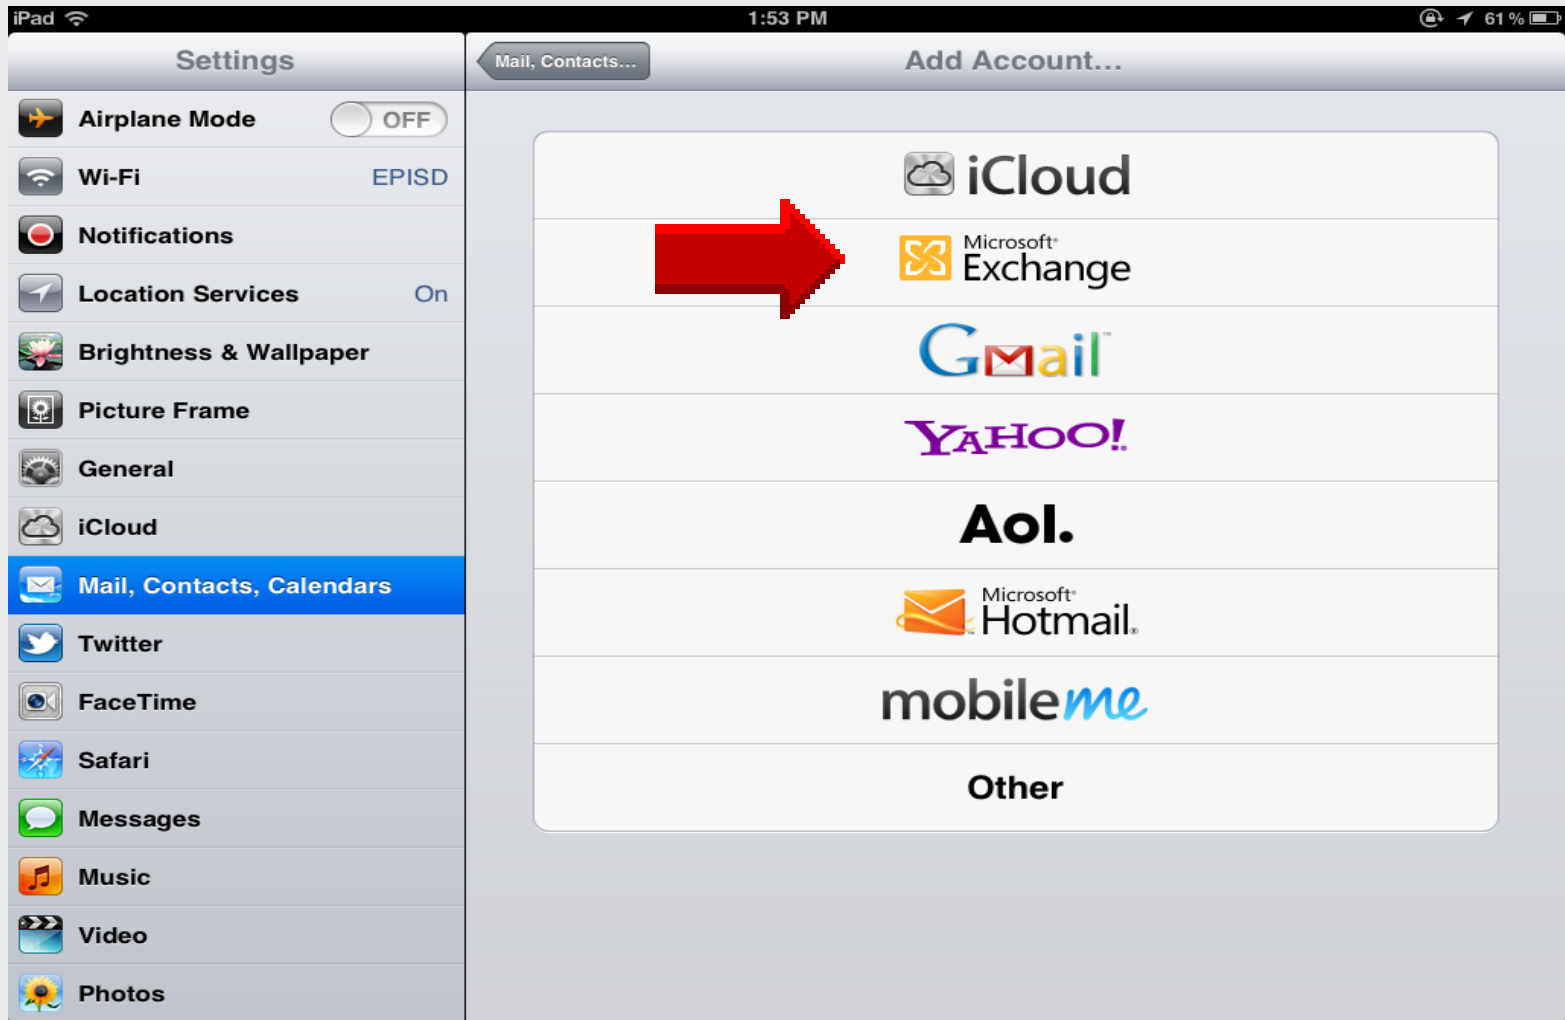 iPad 1:53 PM 61%
Settings
Mail, Contacts... Add Account...
Airplane Mode OFF
Wi-Fi EPISD
Notifications
Location Services On
Brightness & Wallpaper
Picture Frame
General
iCloud
Mail, Contacts, Calendars
Twitter
FaceTime
Safari
Messages
Music
Video
Photos
iCloud
Microsoft®
Exchange
Gmail™
YAHOO!®
Aol.
Microsoft®
Hotmail®
mobileme
Other